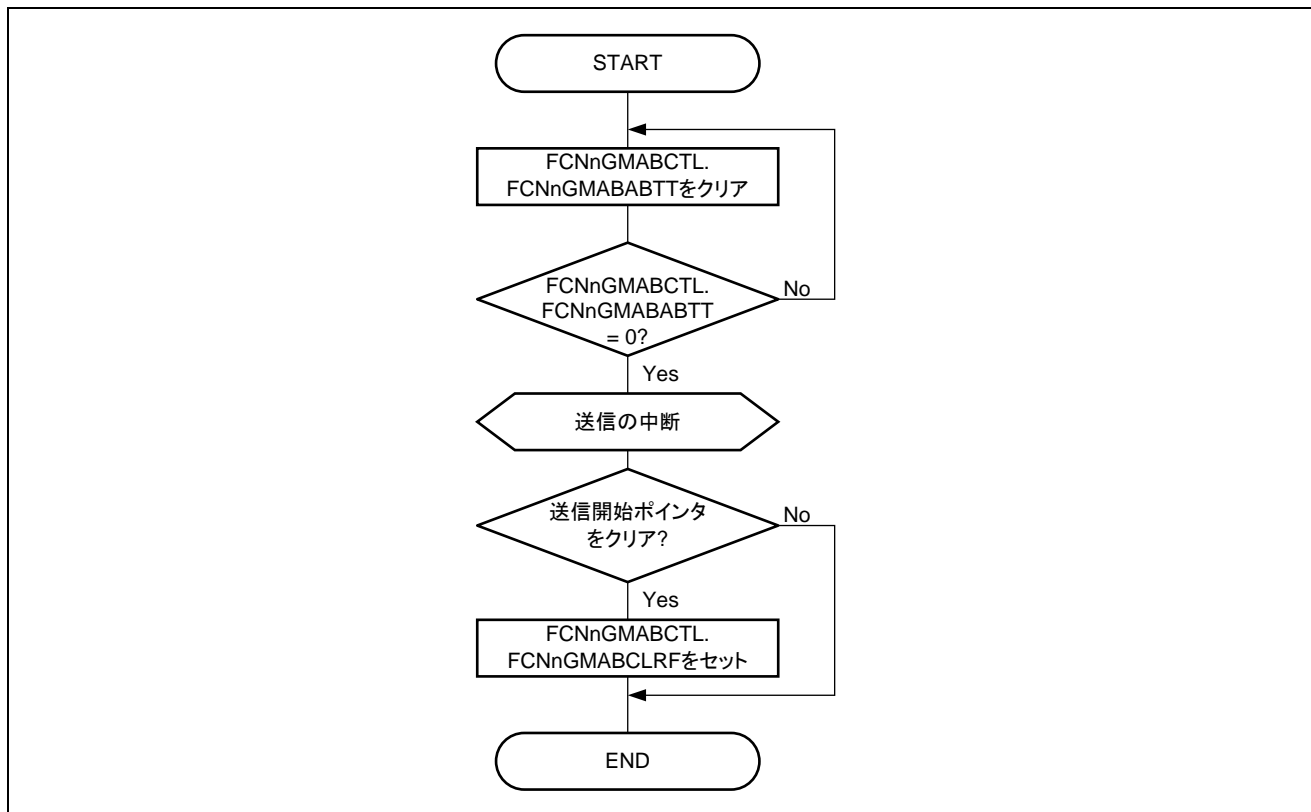 START
FCNnGMABCTL.
FCNnGMABABTTをクリア
FCNnGMABCTL.
FCNnGMABABTT
= 0?
No
Yes
送信の中断
送信開始ポインタ
をクリア?
No
Yes
FCNnGMABCTL.
FCNnGMABCLRFをセット
END